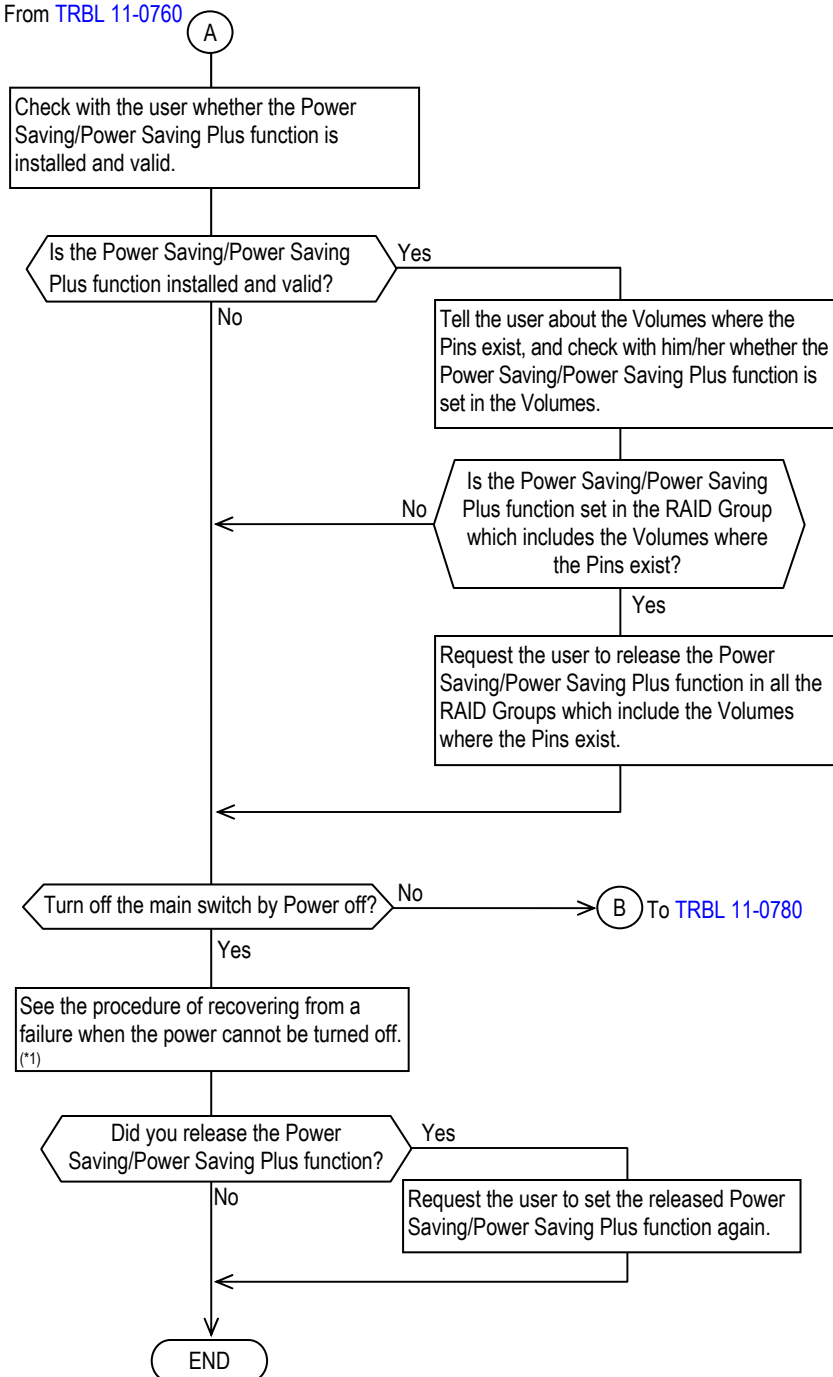 From TRBL 11-0760
A
Check with the user whether the Power
Saving/Power Saving Plus function is
installed and valid.
Is the Power Saving/Power Saving
Plus function installed and valid?
Yes
No
Tell the user about the Volumes where the
Pins exist, and check with him/her whether the
Power Saving/Power Saving Plus function is
set in the Volumes.
Is the Power Saving/Power Saving
Plus function set in the RAID Group
which includes the Volumes where
the Pins exist?
No
Yes
Request the user to release the Power
Saving/Power Saving Plus function in all the
RAID Groups which include the Volumes
where the Pins exist.
Turn off the main switch by Power off?
No
B
To TRBL 11-0780
Yes
See the procedure of recovering from a
failure when the power cannot be turned off.
(*1)
Did you release the Power
Saving/Power Saving Plus function?
Yes
No
Request the user to set the released Power
Saving/Power Saving Plus function again.
END